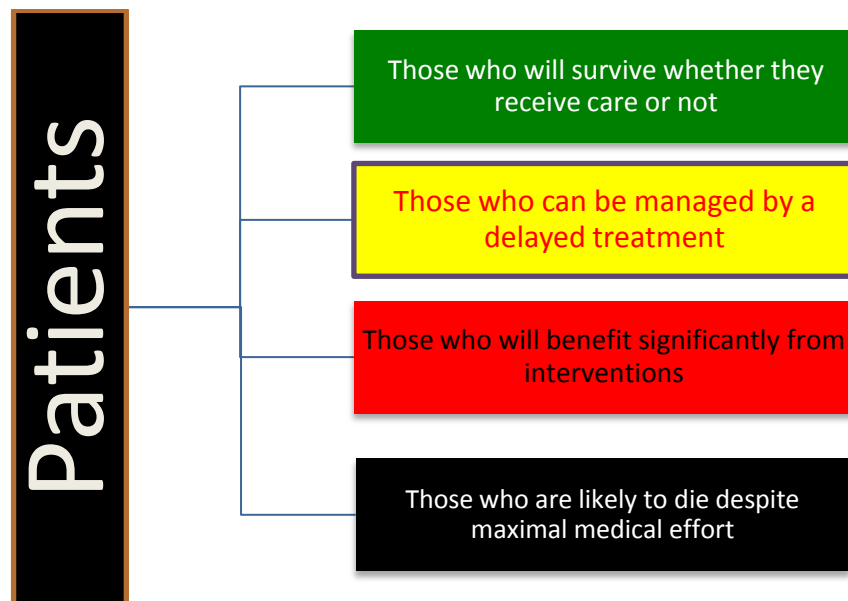 Patients
Those who will survive whether they
receive care or not
Those who can be managed by a
delayed treatment
Those who will benefit significantly from
interventions
Those who are likely to die despite
maximal medical effort